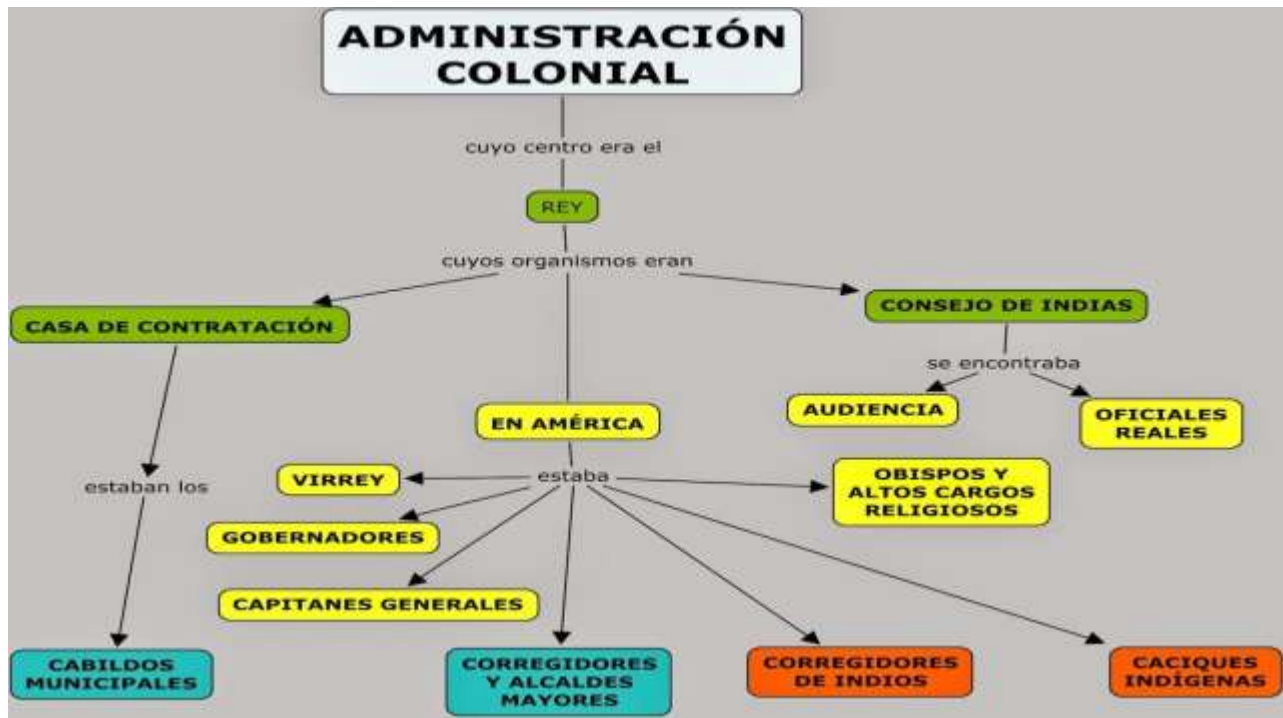 ADMINISTRACIÓN
COLONIAL
cuyo centro era el
REY
cuyos organismos eran
CASA DE CONTRATACIÓN
CONSEJO DE INDIAS
se encontraba
AUDIENCIA
OFICIALES
REALES
EN AMÉRICA
estaba
estaban los
VIRREY
OBISPOS Y
ALTOS CARGOS
RELIGIOSOS
GOBERNADORES
CAPITANES GENERALES
CABILDOS
MUNICIPALES
CORREGIDORES
Y ALCALDES
MAYORES
CORREGIDORES
DE INDIOS
CACIQUES
INDÍGENAS